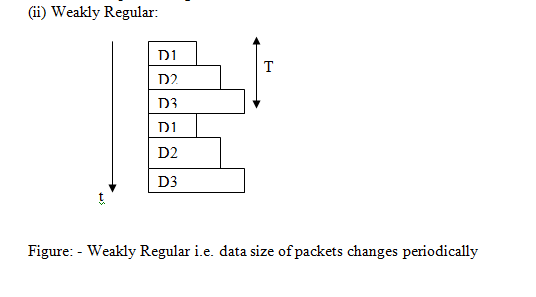 (ii) Weakly Regular:
D1
T
D2
D3
D1
D2
D3
t
Figure: - Weakly Regular i.e. data size of packets changes periodically